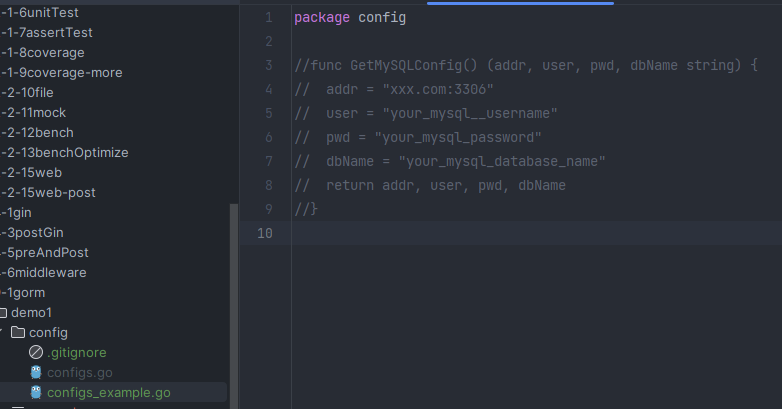 -1-6unitTest
-1-7assertTest
-1-8coverage
-1-9coverage-more
-2-10file
-2-11mock
-2-12bench
-2-13benchOptimize
-2-15web
-2-15web-post
-1gin
-3postGin
-5preAndPost
-6middleware
-1gorm
demo1
config
.gitignore
configs.go
configs_example.go
1 package config
2
3 //func GetMySQLConfig() (addr, user, pwd, dbName string) {
4 //  addr = "xxx.com:3306"
5 //  user = "your_mysql__username"
6 //  pwd = "your_mysql_password"
7 //  dbName = "your_mysql_database_name"
8 //  return addr, user, pwd, dbName
9 //}
10